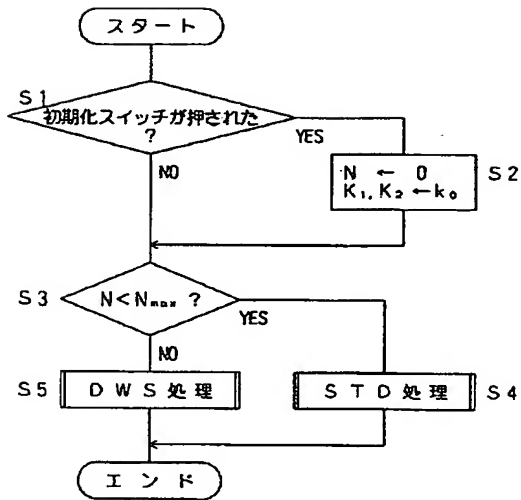 スタート
S1
初期化スイッチが押された
?
YES
NO
N ← 0
K₁, K₂ ← k₀
S2
S3
N < Nmax ?
YES
NO
S5
DWS処理
STD処理
S4
エンド